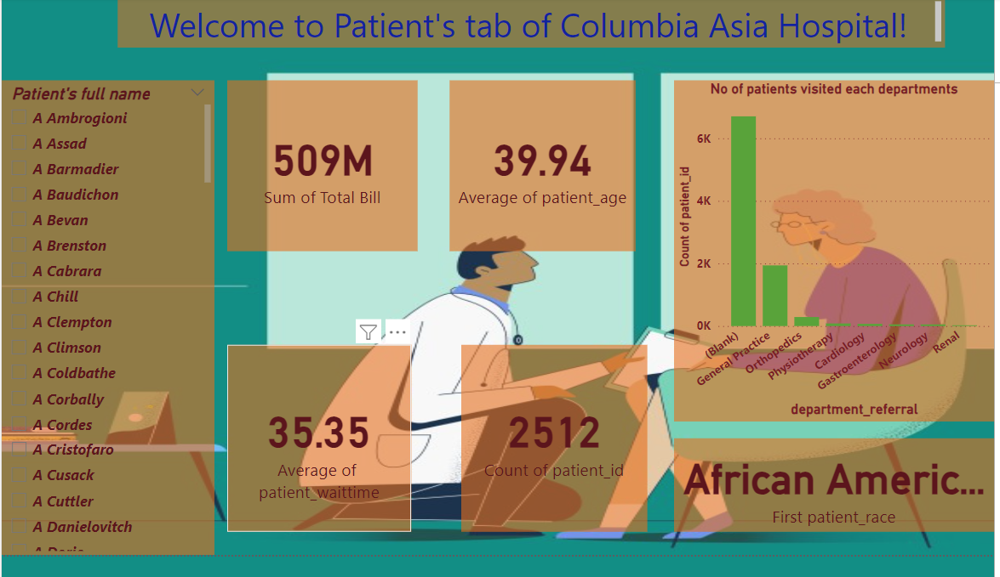 Welcome to Patient's tab of Columbia Asia Hospital!
Patient's full name
A Ambrogioni
A Assad
A Barmadier
A Baudichon
A Bevan
A Brenston
A Cabrara
A Chill
A Clempton
A Climson
A Coldbathe
A Corbally
A Cordes
A Cristofaro
A Cusack
A Cuttler
A Danielovitch
509M
Sum of Total Bill
39.94
Average of patient_age
35.35
Average of
patient_waittime
2512
Count of patient_id
No of patients visited each departments
Count of patient_id
6K
4K
2K
0K
(Blank)
General Practice
Orthopedics
Physiotherapy
Cardiology
Gastroenterology
Neurology
Renal
department_referral
African Americ...
First patient_race